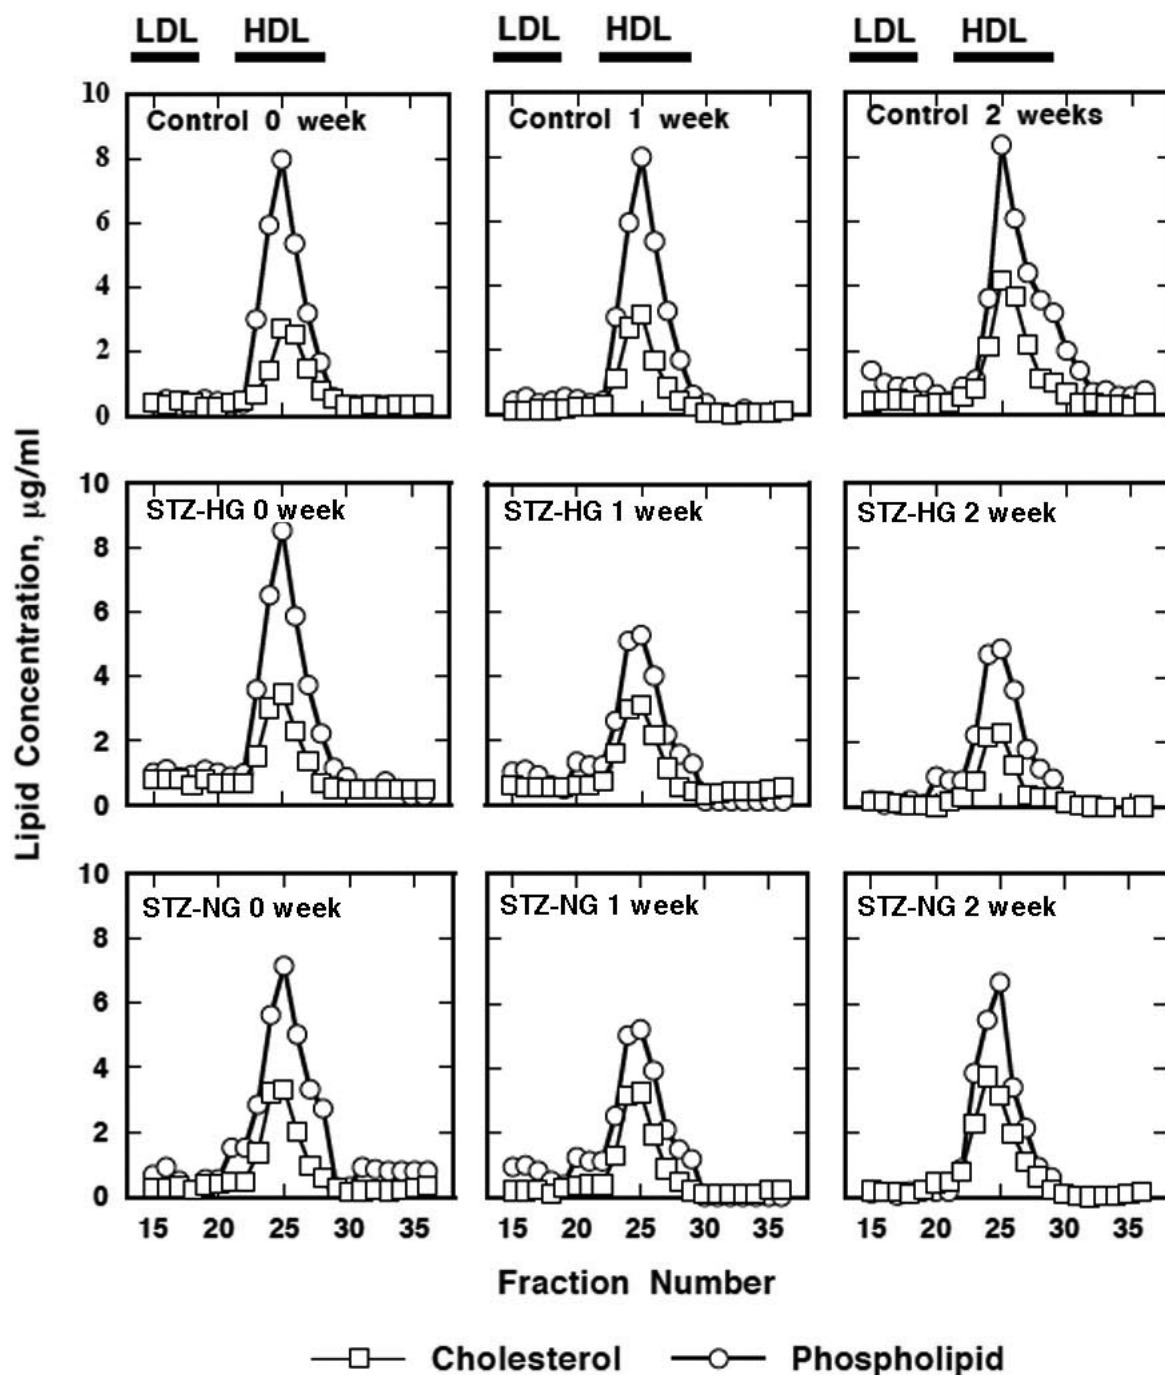 LDL HDL LDL HDL LDL HDL
Control 0 week Control 1 week Control 2 weeks
10
8
6
4
2
0
STZ-HG 0 week STZ-HG 1 week STZ-HG 2 week
10
8
6
4
2
0
STZ-NG 0 week STZ-NG 1 week STZ-NG 2 week
10
8
6
4
2
0
Lipid Concentration, µg/ml
15 20 25 30 35 15 20 25 30 35 15 20 25 30 35
Fraction Number
Cholesterol Phospholipid